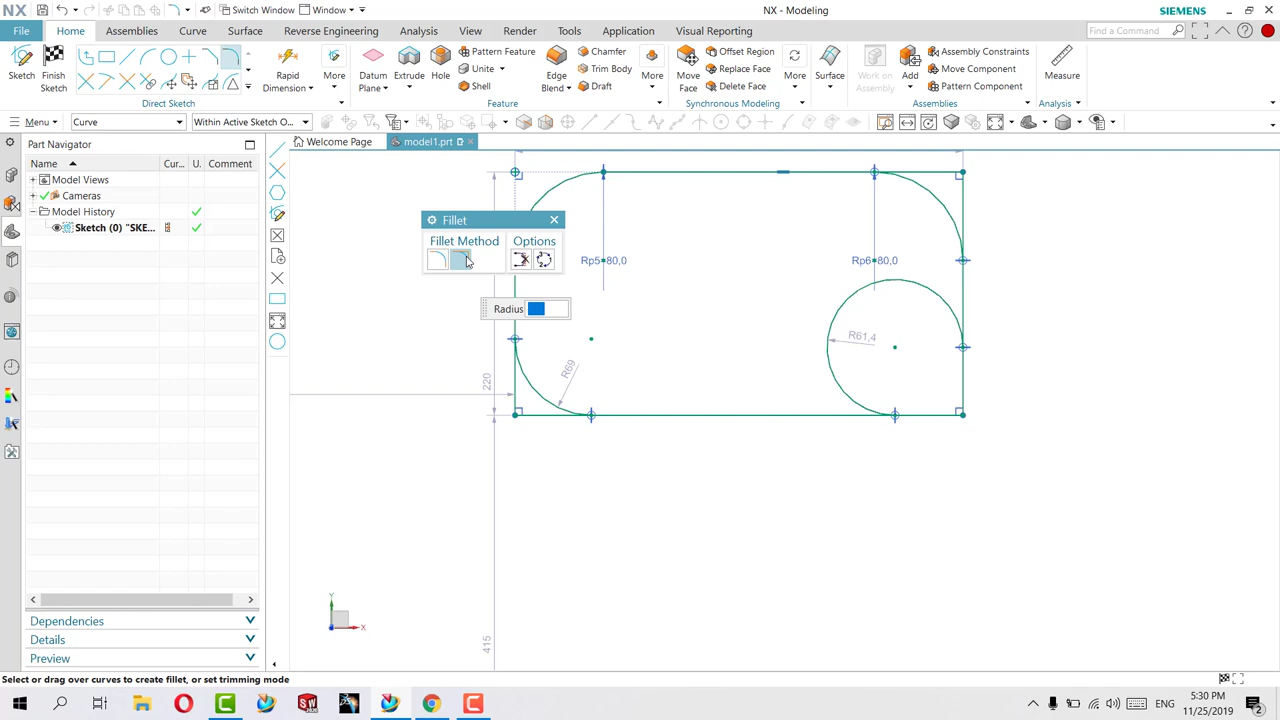 NX
Switch Window
Window
NX - Modeling
SIEMENS
File
Home
Assemblies
Curve
Surface
Reverse Engineering
Analysis
View
Render
Tools
Application
Visual Reporting
Find a Command
Sketch
Finish
Sketch
Rapid
Dimension
More
Datum
Plane
Extrude
Hole
Pattern Feature
Unite
Shell
Edge
Blend
Chamfer
Trim Body
Draft
More
Move
Face
Offset Region
Replace Face
Delete Face
More
Surface
Work on
Assembly
Add
Assembly Constraints
Move Component
Pattern Component
Measure
Direct Sketch
Feature
Synchronous Modeling
Assemblies
Analysis
Menu
Curve
Within Active Sketch O...
Part Navigator
Welcome Page
model1.prt
Name
Cur...
U.
Comment
Model Views
Cameras
Model History
Sketch (0) "SKE...
Fillet
Fillet Method
Options
Radius
Rp5=80,0
Rp6=80,0
R61,4
R69
220
415
Y
X
Dependencies
Details
Preview
Select or drag over curves to create fillet, or set trimming mode
ENG
5:30 PM
11/25/2019
2